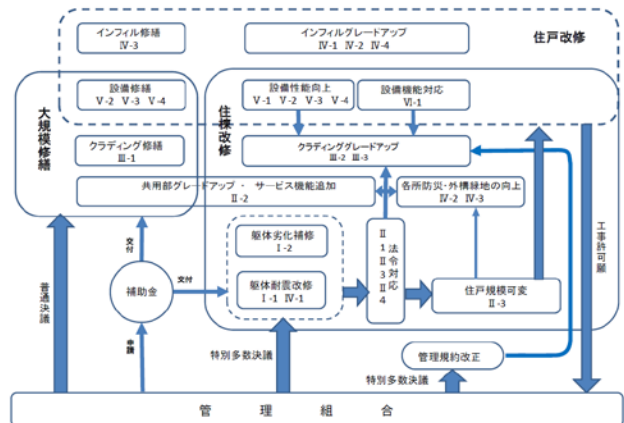 インフィル修繕
Ⅳ-3
インフィルグレードアップ
Ⅳ-1 Ⅳ-2 Ⅳ-4
住戸改修
大規模修繕
設備修繕
Ⅴ-2 Ⅴ-3 Ⅴ-4
住棟改修
設備性能向上
Ⅴ-1 Ⅴ-2 Ⅴ-3 Ⅴ-4
設備機能対応
Ⅵ-1
クラディング修繕
Ⅲ-1
クラディンググレードアップ
Ⅲ-2 Ⅲ-3
共用部グレードアップ ・ サービス機能追加
Ⅱ-2
各所防災・外構緑地の向上
Ⅳ-2 Ⅳ-3
交付
補助金
交付
申請
普通決議
躯体劣化補修
Ⅰ-2
躯体耐震改修
Ⅰ-1 Ⅳ-1
法令対応
Ⅱ1Ⅱ3Ⅱ4
住戸規模可変
Ⅱ-3
工事許可願
特別多数決議
管理規約改正
特別多数決議
管理組合